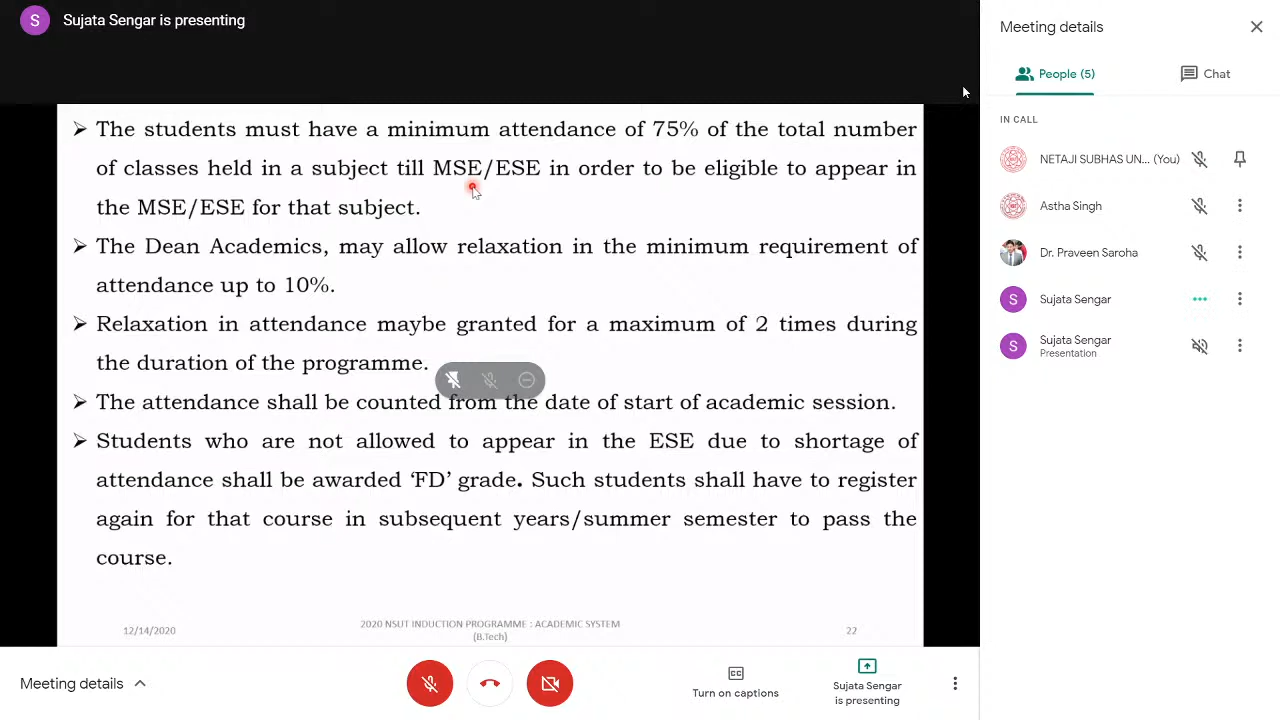 S Sujata Sengar is presenting
➢ The students must have a minimum attendance of 75% of the total number
of classes held in a subject till MSE/ESE in order to be eligible to appear in
the MSE/ESE for that subject.
➢ The Dean Academics, may allow relaxation in the minimum requirement of
attendance up to 10%.
➢ Relaxation in attendance maybe granted for a maximum of 2 times during
the duration of the programme.
➢ The attendance shall be counted from the date of start of academic session.
➢ Students who are not allowed to appear in the ESE due to shortage of
attendance shall be awarded ‘FD’ grade. Such students shall have to register
again for that course in subsequent years/summer semester to pass the
course.
12/14/2020
2020 NSUT INDUCTION PROGRAMME : ACADEMIC SYSTEM
(B.Tech)
22
Meeting details
Turn on captions
Sujata Sengar
is presenting
Meeting details
People (5)
Chat
IN CALL
NETAJI SUBHAS UN... (You)
Astha Singh
Dr. Praveen Saroha
S Sujata Sengar
S Sujata Sengar
Presentation